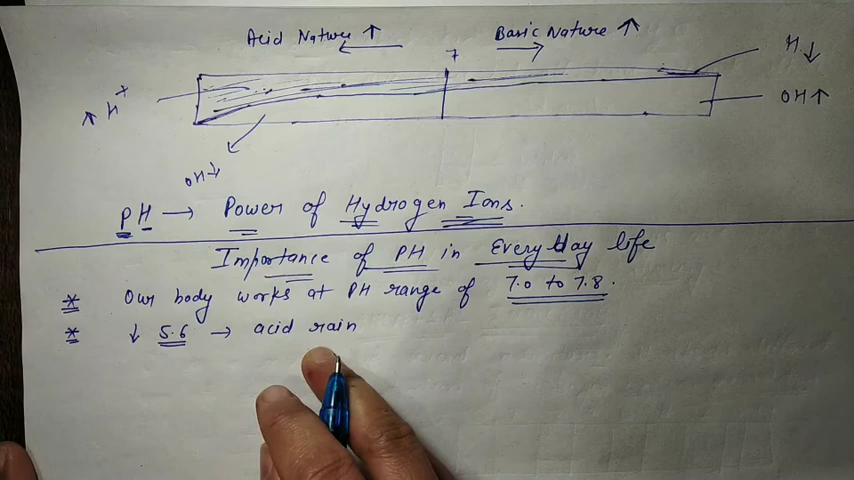 Acid Nature ↑
Basic Nature ↑
7
H ↓
↑ H+
OH ↑
OH↓
PH → Power of Hydrogen Ions.
Importance of PH in Every day life
* Our body works at PH range of 7.0 to 7.8.
* ↓ 5.6 → acid rain